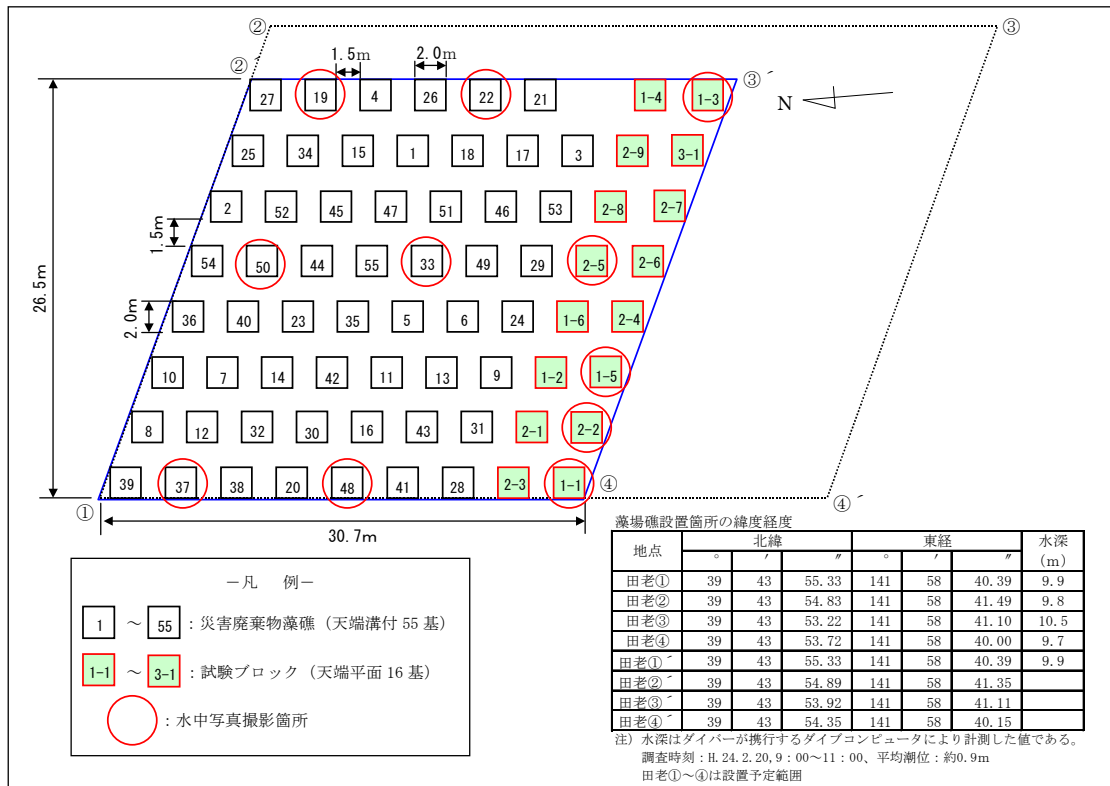 ② ③
1.5m 2.0m
②´ ③´
27 19 4 26 22 21 1-4 1-3
N
25 34 15 1 18 17 3 2-9 3-1
2 52 45 47 51 46 53 2-8 2-7
1.5m
54 50 44 55 33 49 29 2-5 2-6
26.5m
2.0m
36 40 23 35 5 6 24 1-6 2-4
10 7 14 42 11 13 9 1-2 1-5
8 12 32 30 16 43 31 2-1 2-2
39 37 38 20 48 41 28 2-3 1-1 ④ ④´
①
30.7m
－凡 例－
1 ～ 55 : 災害廃棄物藻礁 (天端溝付 55 基)
1-1 ～ 3-1 : 試験ブロック (天端平面 16 基)
: 水中写真撮影箇所
藻場礁設置箇所の緯度経度
地点 北緯 東経 水深
° ′ ″ ° ′ ″ (m)
田老① 39 43 55.33 141 58 40.39 9.9
田老② 39 43 54.83 141 58 41.49 9.8
田老③ 39 43 53.22 141 58 41.10 10.5
田老④ 39 43 53.72 141 58 40.00 9.7
田老①´ 39 43 55.33 141 58 40.39 9.9
田老②´ 39 43 54.89 141 58 41.35
田老③´ 39 43 53.92 141 58 41.11
田老④´ 39 43 54.35 141 58 40.15
注) 水深はダイバーが携行するダイブコンピュータにより計測した値である。
調査時刻：H.24.2.20,9：00～11：00、平均潮位：約0.9m
田老①～④は設置予定範囲